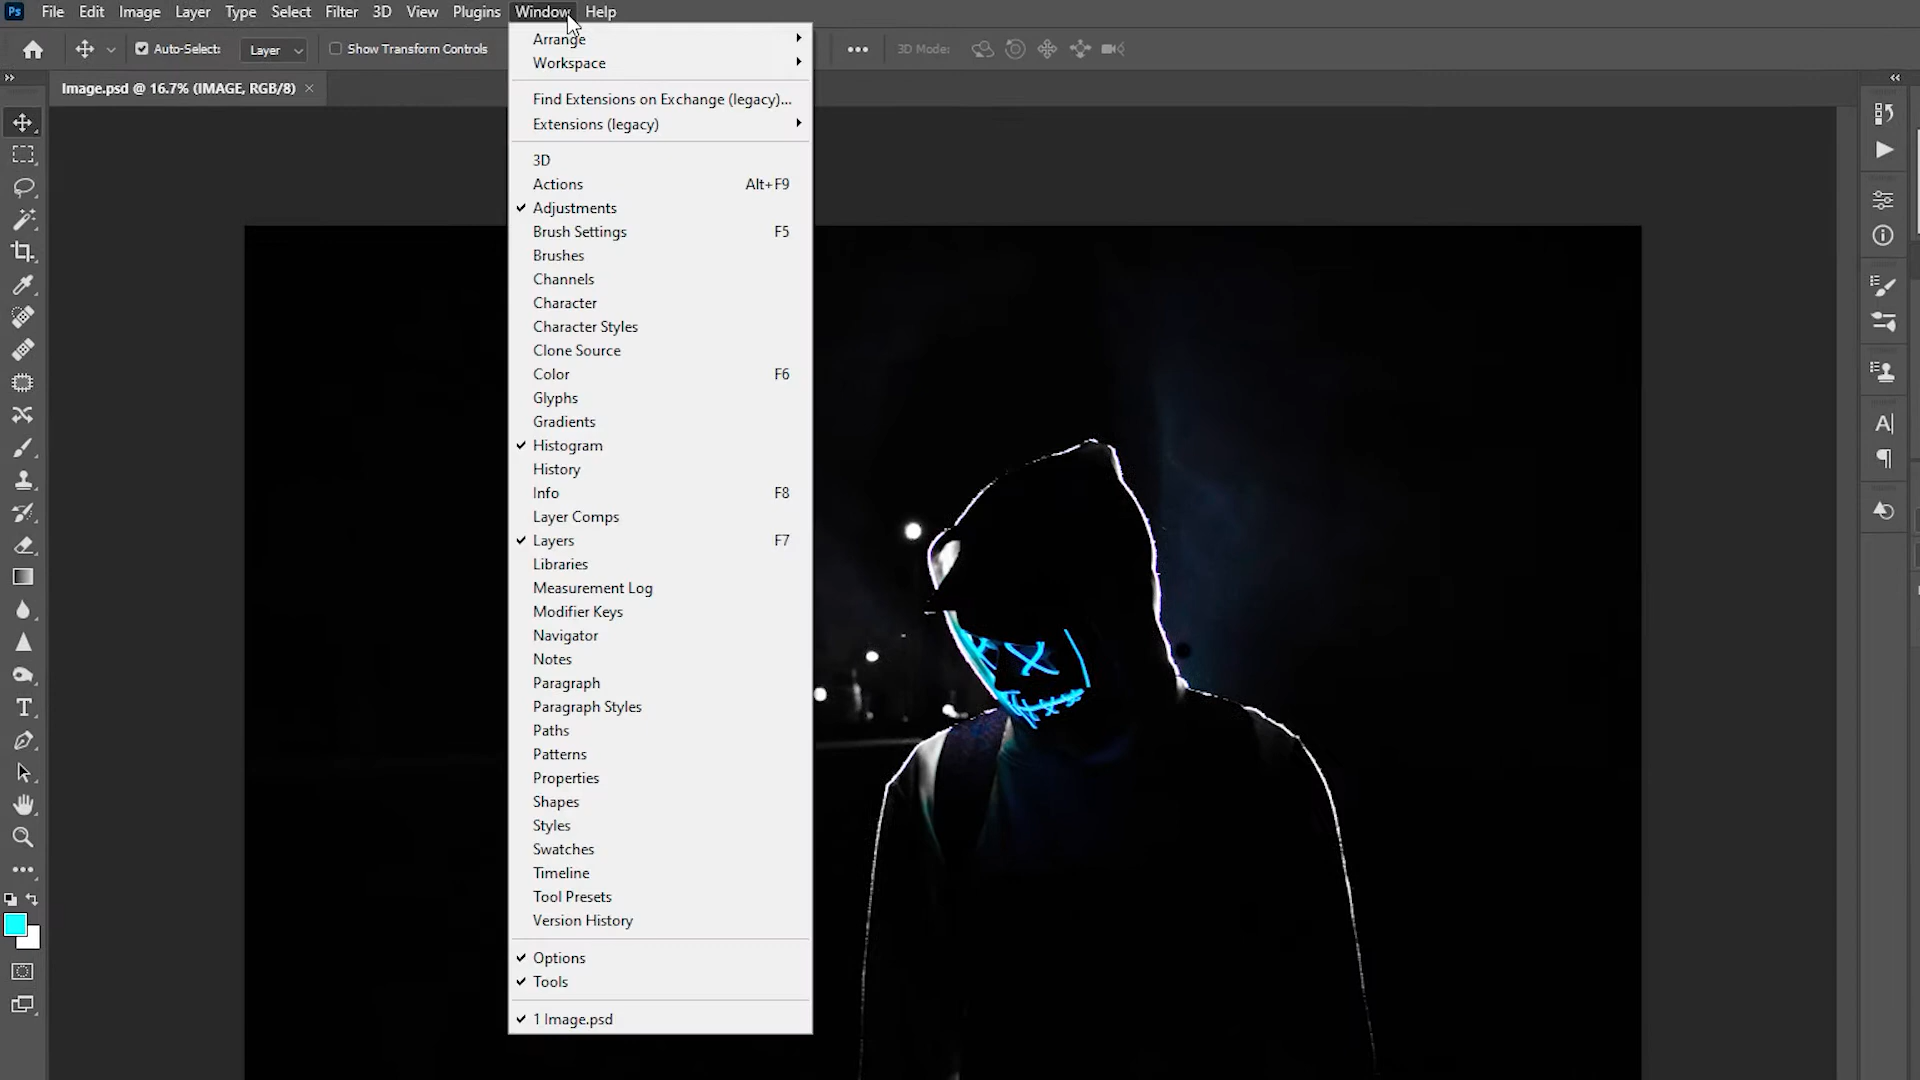 Ps File Edit Image Layer Type Select Filter 3D View Plugins Window Help
Auto-Select: Layer Show Transform Controls 3D Mode:
Image.psd @ 16.7% (IMAGE, RGB/8)
Arrange
Workspace
Find Extensions on Exchange (legacy)...
Extensions (legacy)
3D
Actions Alt+F9
Adjustments
Brush Settings F5
Brushes
Channels
Character
Character Styles
Clone Source
Color F6
Glyphs
Gradients
Histogram
History
Info F8
Layer Comps
Layers F7
Libraries
Measurement Log
Modifier Keys
Navigator
Notes
Paragraph
Paragraph Styles
Paths
Patterns
Properties
Shapes
Styles
Swatches
Timeline
Tool Presets
Version History
Options
Tools
1 Image.psd